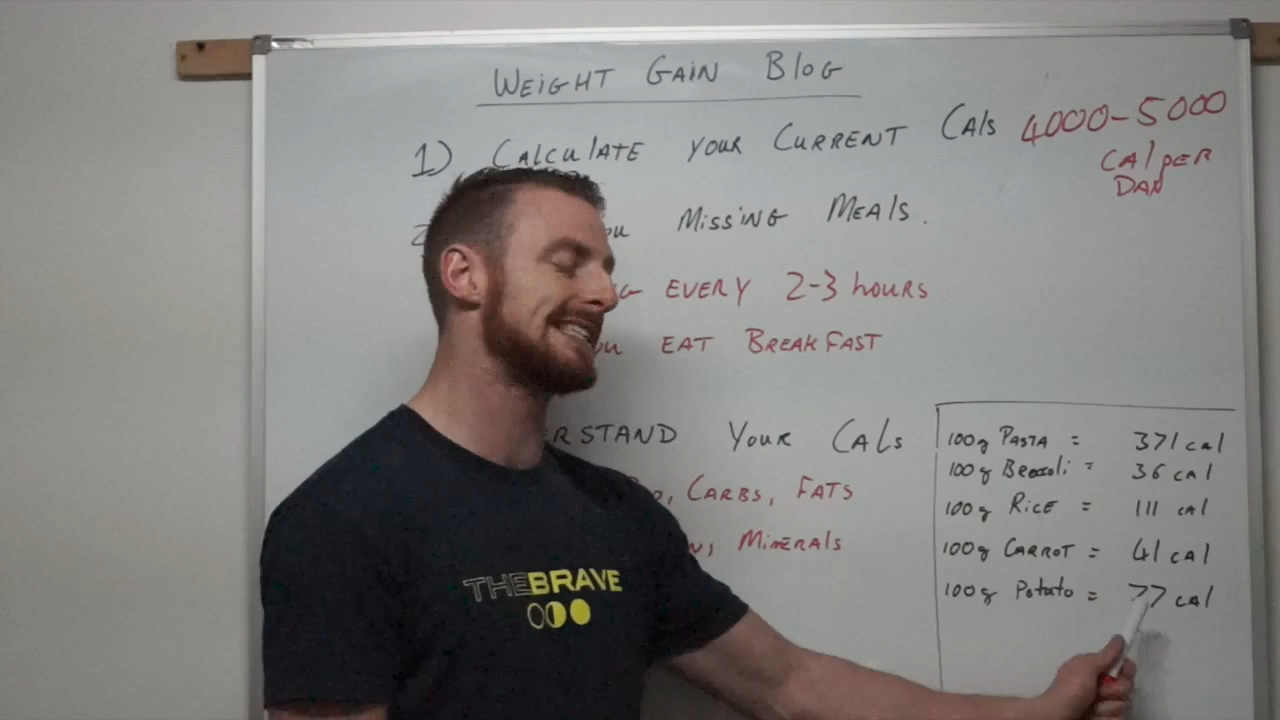 WEIGHT GAIN BLOG
1) CALCULATE YOUR CURRENT CALS 4000-5000
CAL PER
DAY
MISSING MEALS.
EVERY 2-3 HOURS
EAT BREAKFAST
ERSTAND YOUR CALS
, CARBS, FATS
, MINERALS
100g PASTA = 371 cal
100g Broccoli = 36 cal
100g RICE = 111 cal
100g CARROT = 41 cal
100g Potato = 77 cal
THEBRAVE